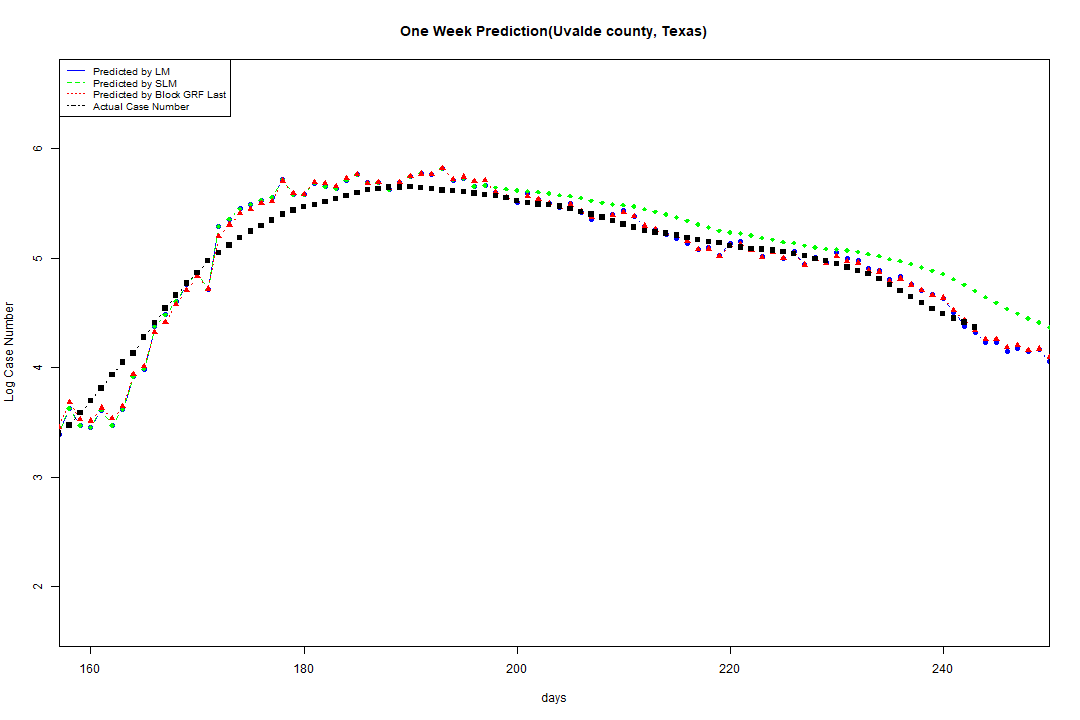 One Week Prediction(Uvalde county, Texas)
Predicted by LM
Predicted by SLM
Predicted by Block GRF Last
Actual Case Number
6
5
4
3
2
Log Case Number
160 180 200 220 240
days